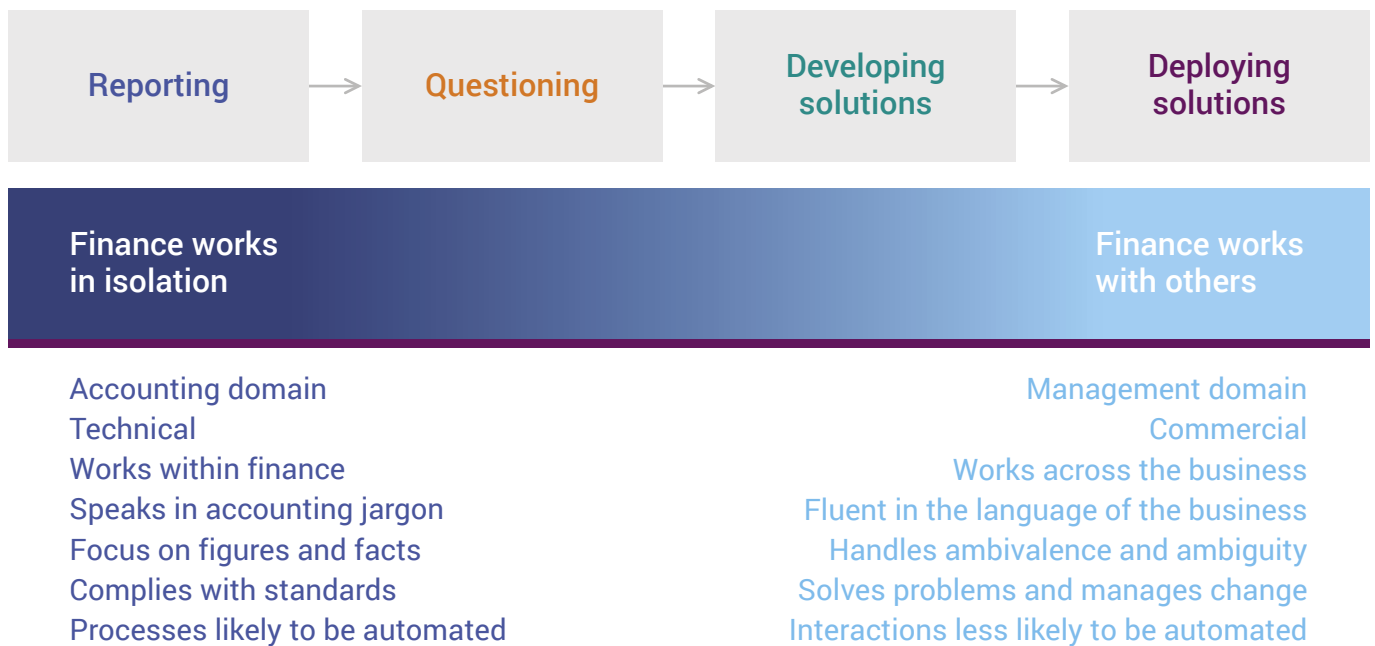 Reporting
Questioning
Developing
solutions
Deploying
solutions
Finance works
in isolation
Finance works
with others
Accounting domain
Technical
Works within finance
Speaks in accounting jargon
Focus on figures and facts
Complies with standards
Processes likely to be automated
Management domain
Commercial
Works across the business
Fluent in the language of the business
Handles ambivalence and ambiguity
Solves problems and manages change
Interactions less likely to be automated